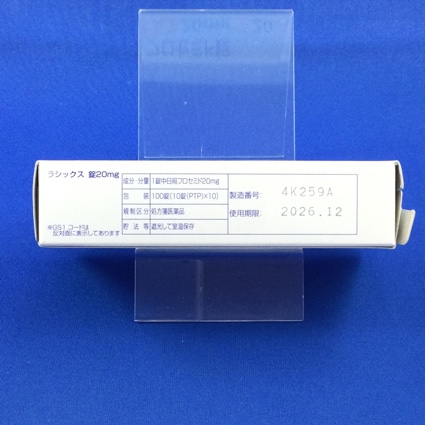 ラシックス 錠20mg
成分・分量 1錠中日局フロセミド20mg
包装 100錠(10錠(PTP)×10)
規制区分 処方箋医薬品
貯法等 遮光して室温保存
※GS1 コードは
反対面に表示してあります
製造番号: 4K259A
使用期限: 2026.12